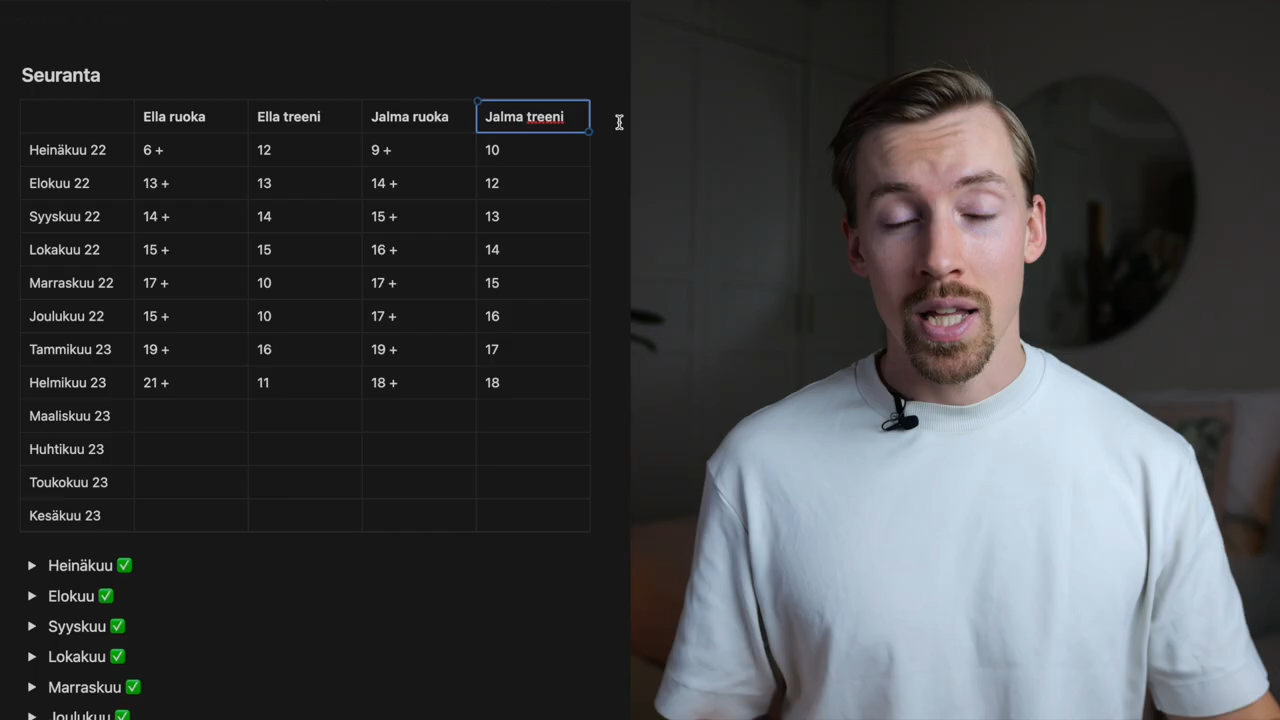 Seuranta
Ella ruoka Ella treeni Jalma ruoka Jalma treeni
Heinäkuu 22 6 + 12 9 + 10
Elokuu 22 13 + 13 14 + 12
Syyskuu 22 14 + 14 15 + 13
Lokakuu 22 15 + 15 16 + 14
Marraskuu 22 17 + 10 17 + 15
Joulukuu 22 15 + 10 17 + 16
Tammikuu 23 19 + 16 19 + 17
Helmikuu 23 21 + 11 18 + 18
Maaliskuu 23
Huhtikuu 23
Toukokuu 23
Kesäkuu 23
Heinäkuu ✅
Elokuu ✅
Syyskuu ✅
Lokakuu ✅
Marraskuu ✅
Joulukuu ✅